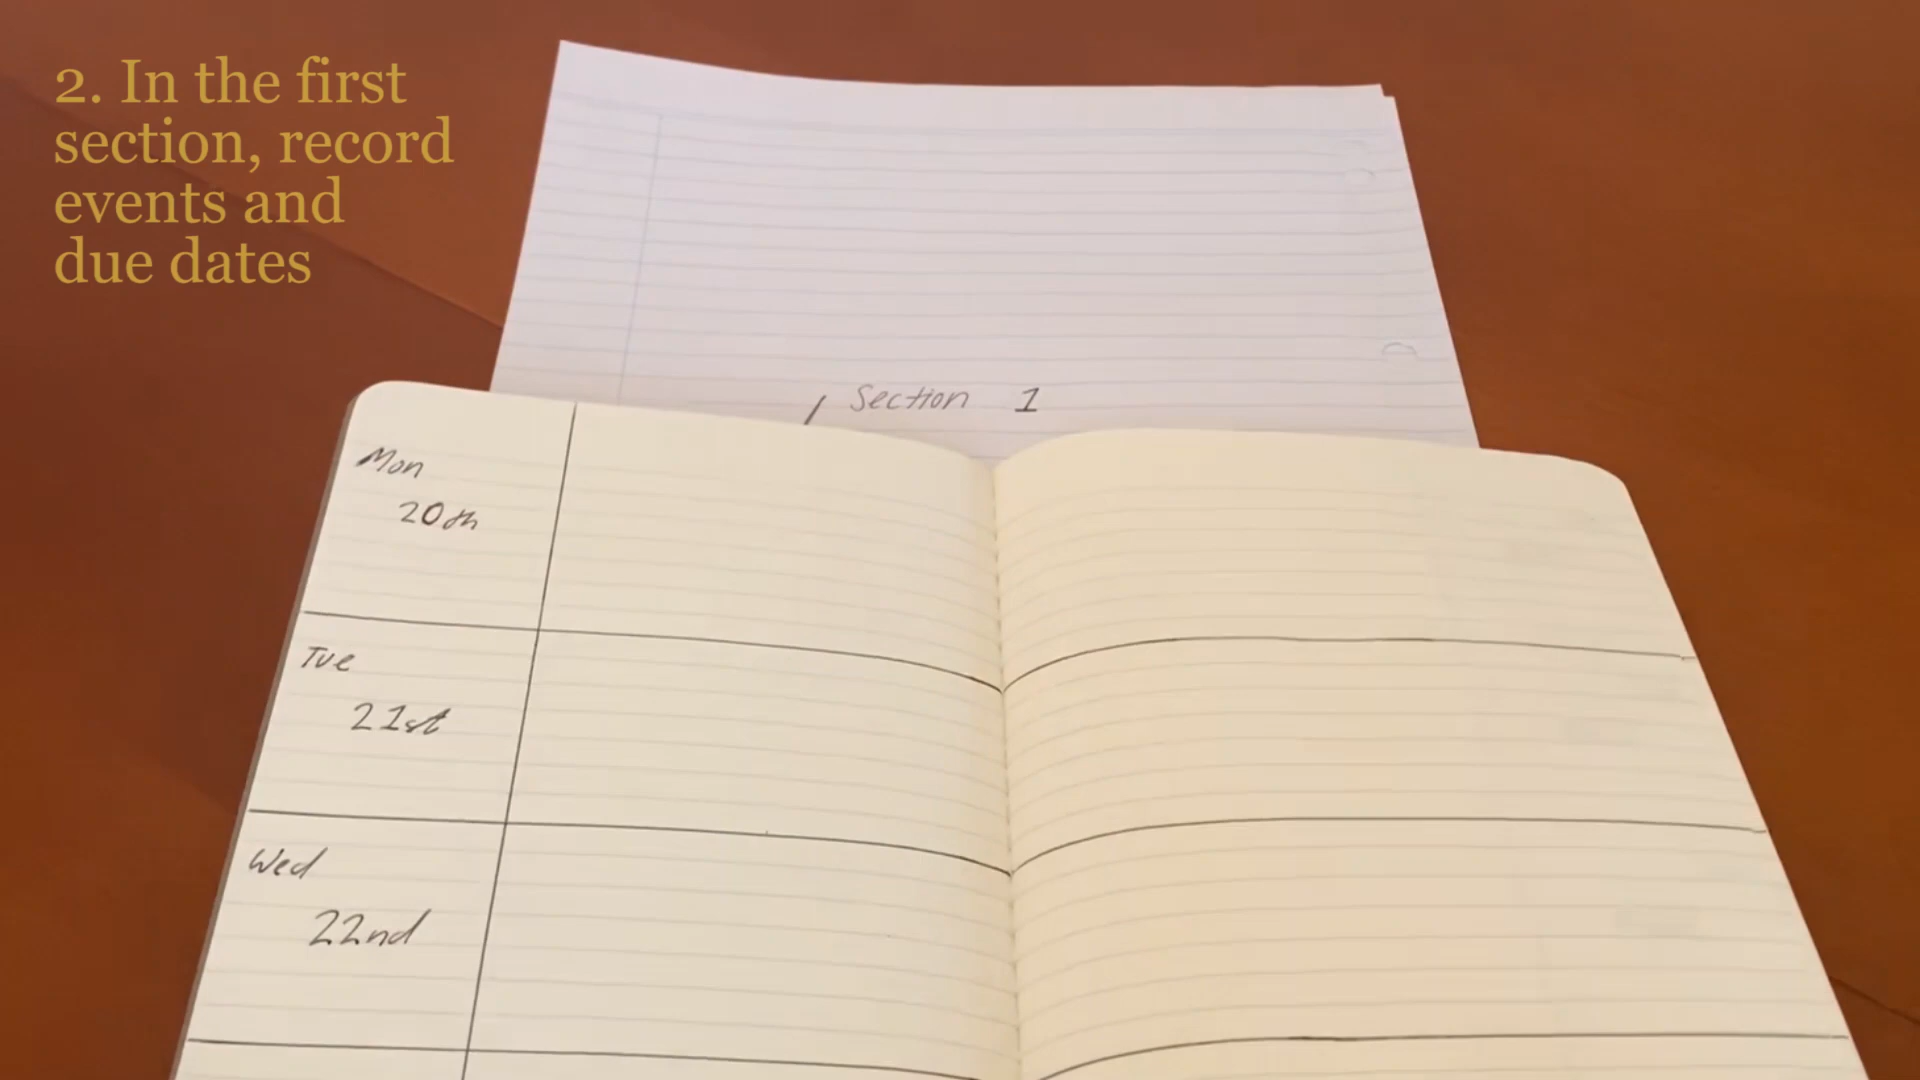 2. In the first
section, record
events and
due dates
Section 1
Mon
20th
Tue
21st
Wed
22nd